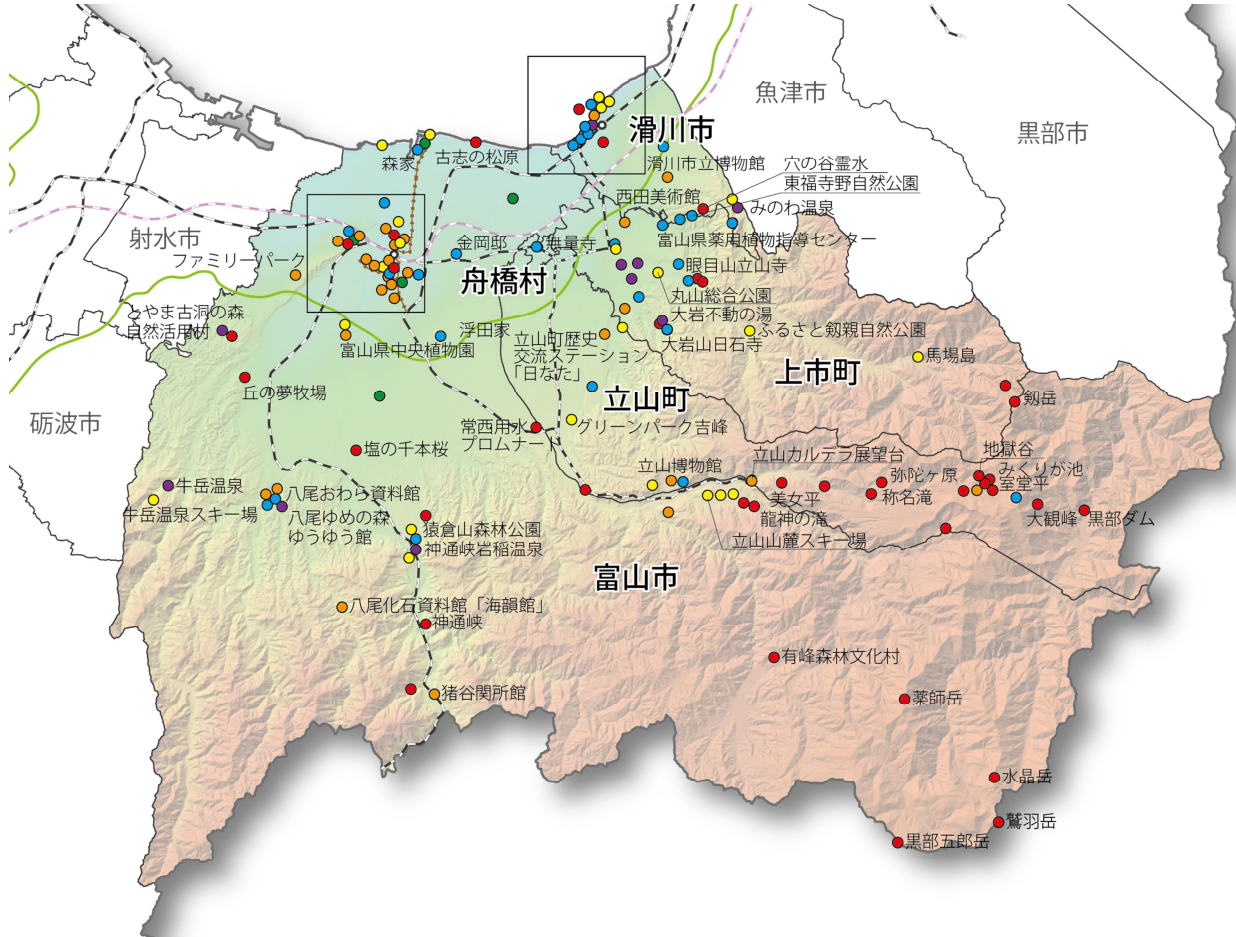 魚津市
黒部市
滑川市
森家
古志の松原
滑川市立博物館
穴の谷霊水
東福寺野自然公園
西田美術館
みのわ温泉
射水市
ファミリーパーク
金岡邸
無量寺
富山県薬用植物指導センター
眼目山立山寺
舟橋村
丸山総合公園
大岩不動の湯
とやま古洞の森
自然活用村
浮田家
富山県中央植物園
立山町歴史
交流ステーション
「日なた」
大岩山日石寺
ふるさと剱親自然公園
馬場島
上市町
丘の夢牧場
剱岳
砺波市
立山町
常西用水
プロムナード
グリーンパーク吉峰
塩の千本桜
立山博物館
立山カルデラ展望台
地獄谷
みくりが池
室堂平
弥陀ヶ原
称名滝
牛岳温泉
八尾おわら資料館
牛岳温泉スキー場
八尾ゆめの森
ゆうゆう館
美女平
龍神の滝
大観峰
黒部ダム
猿倉山森林公園
神通峡岩稲温泉
立山山麓スキー場
富山市
八尾化石資料館「海韻館」
神通峡
有峰森林文化村
猪谷関所館
薬師岳
水晶岳
鷲羽岳
黒部五郎岳